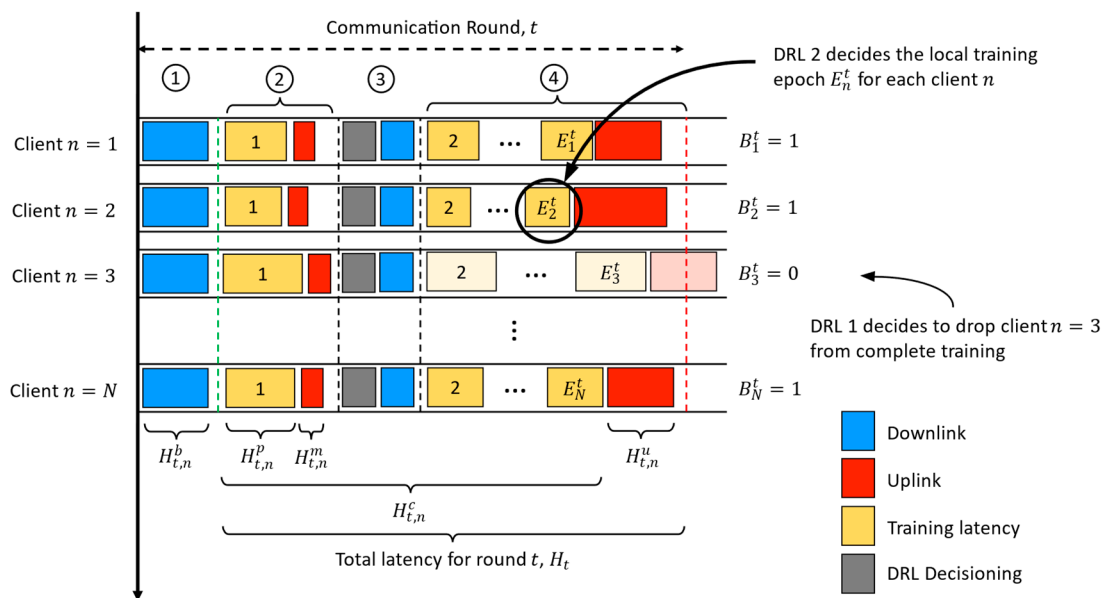 Communication Round, t
① ② ③ ④
DRL 2 decides the local training
epoch E_n^t for each client n
Client n = 1
1
2 ... E_1^t
B_1^t = 1
Client n = 2
1
2 ... E_2^t
B_2^t = 1
Client n = 3
1
2 ... E_3^t
B_3^t = 0
⋮
DRL 1 decides to drop client n = 3
from complete training
Client n = N
1
2 ... E_N^t
B_N^t = 1
H_{t,n}^b H_{t,n}^p H_{t,n}^m H_{t,n}^u
H_{t,n}^c
Total latency for round t, H_t
Downlink
Uplink
Training latency
DRL Decisioning